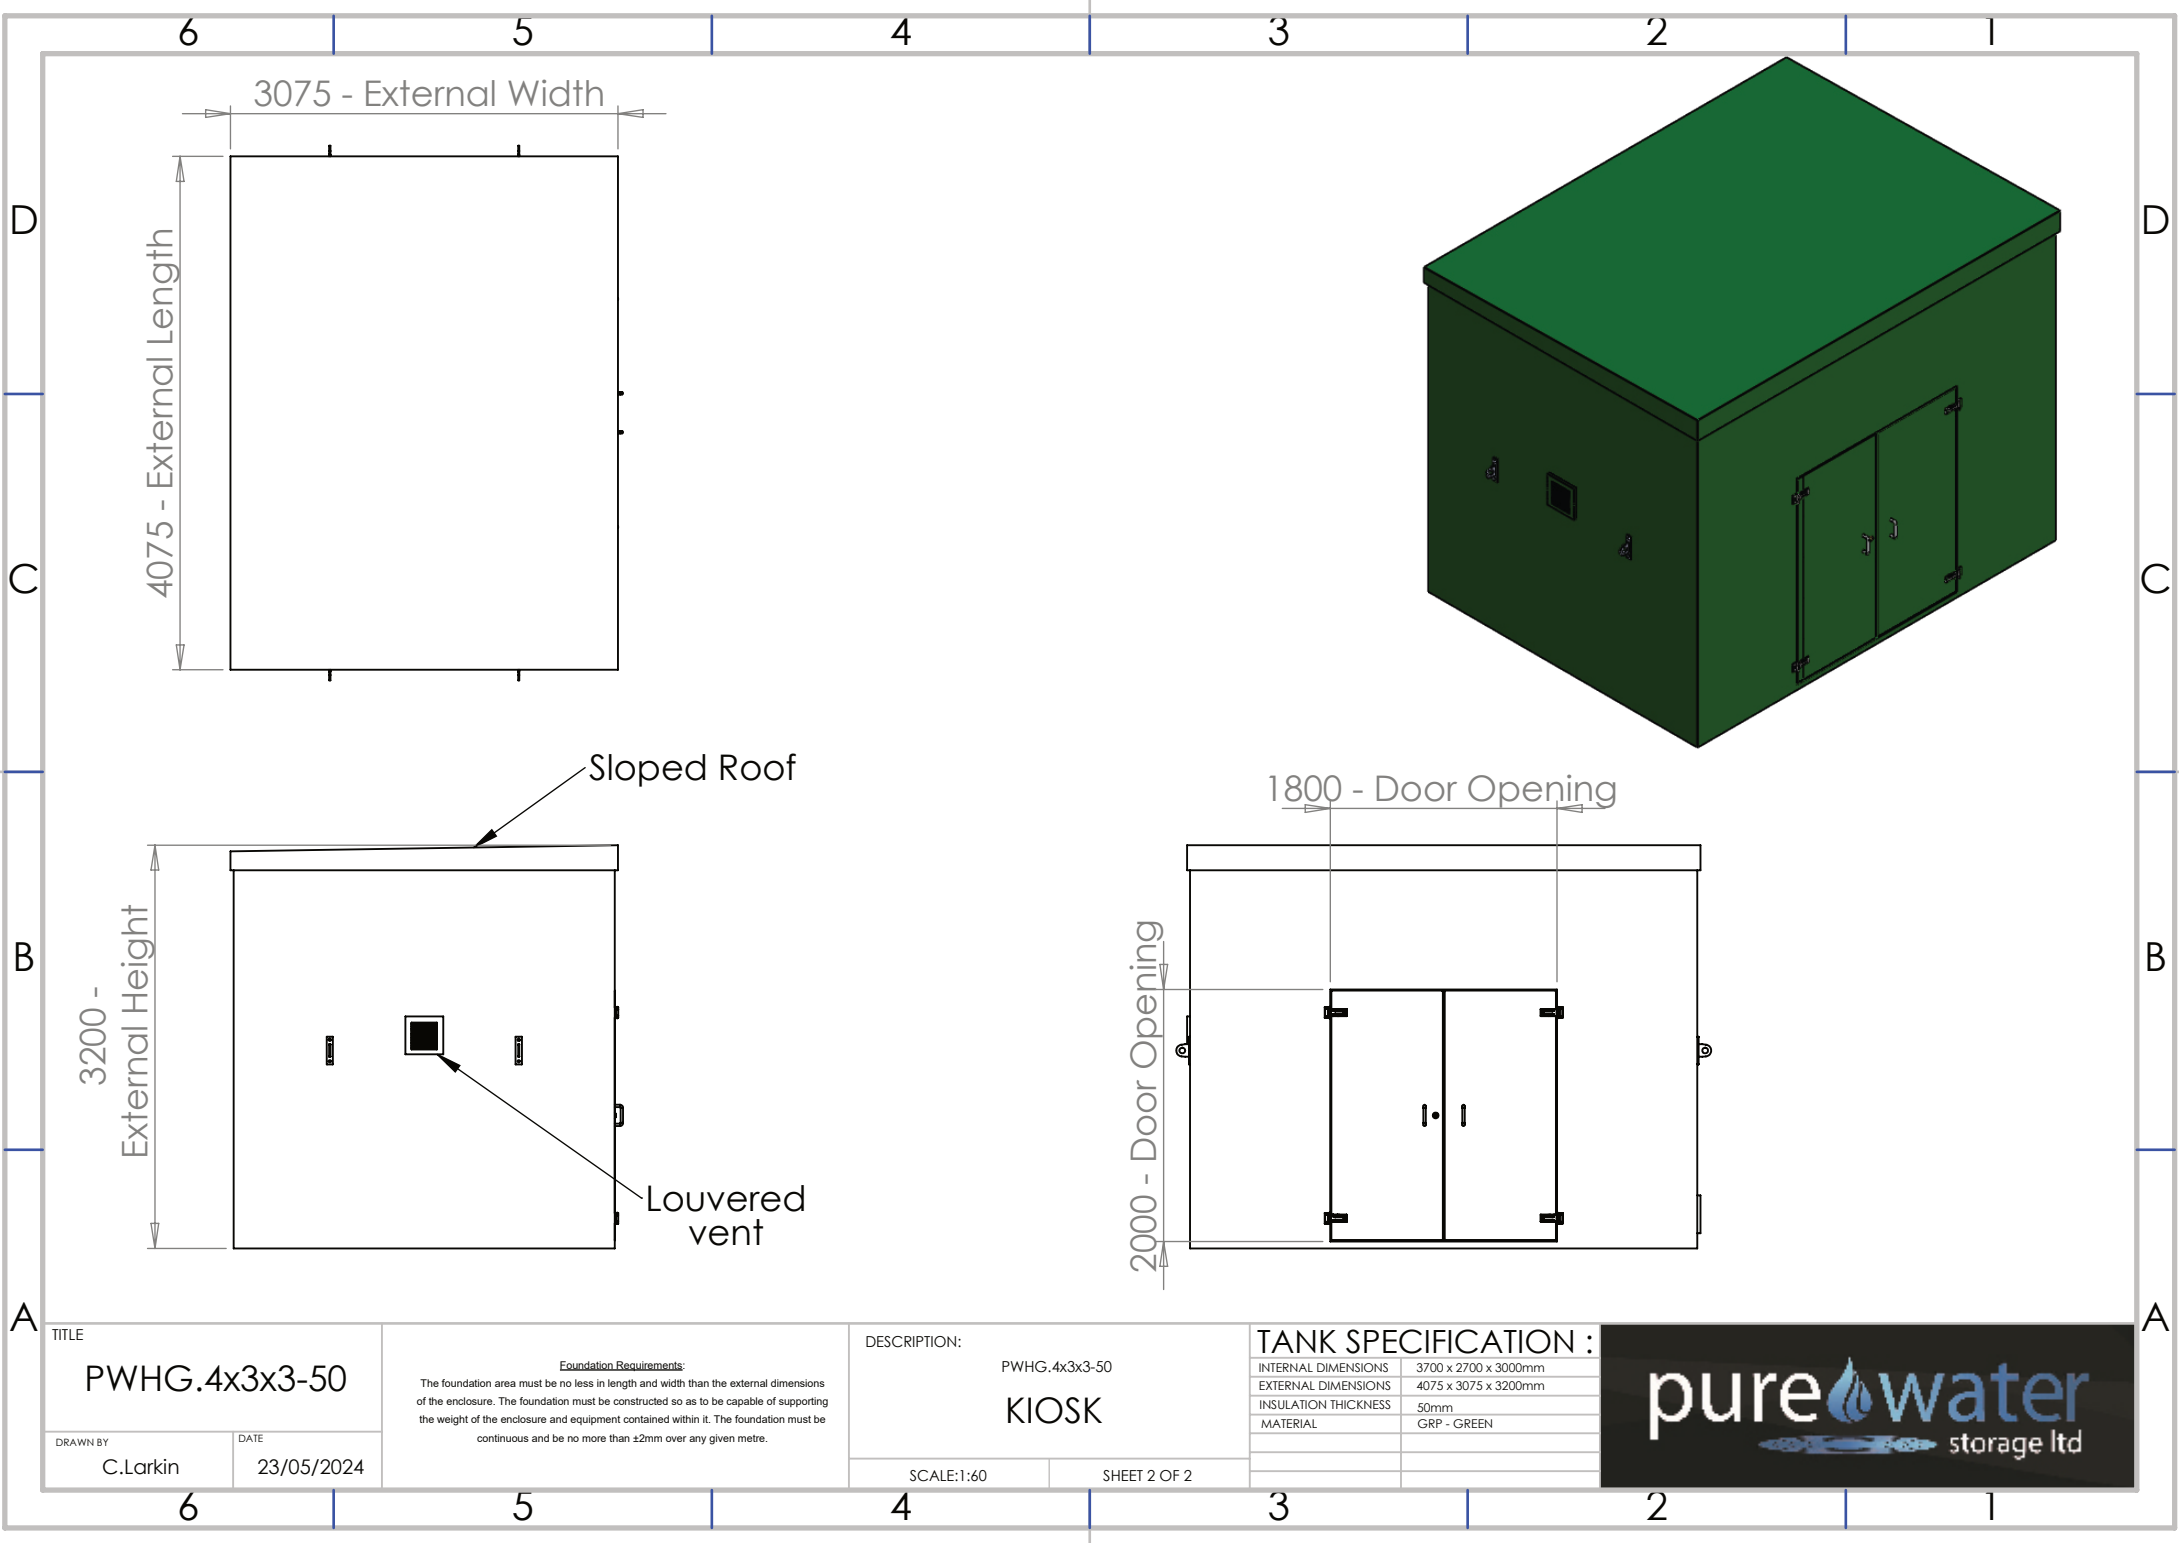 6 5 4 3 2 1
3075 - External Width
D
D
4075 - External Length
C
C
Sloped Roof
1800 - Door Opening
3200 -
External Height
B
B
2000 - Door Opening
Louvered
vent
A
A
TITLE
PWHG.4x3x3-50
DRAWN BY
C.Larkin
DATE
23/05/2024
Foundation Requirements:
The foundation area must be no less in length and width than the external dimensions
of the enclosure. The foundation must be constructed so as to be capable of supporting
the weight of the enclosure and equipment contained within it. The foundation must be
continuous and be no more than ±2mm over any given metre.
DESCRIPTION:
PWHG.4x3x3-50
KIOSK
SCALE:1:60
SHEET 2 OF 2
TANK SPECIFICATION :
INTERNAL DIMENSIONS 3700 x 2700 x 3000mm
EXTERNAL DIMENSIONS 4075 x 3075 x 3200mm
INSULATION THICKNESS 50mm
MATERIAL GRP - GREEN
pure water
storage ltd
6 5 4 3 2 1